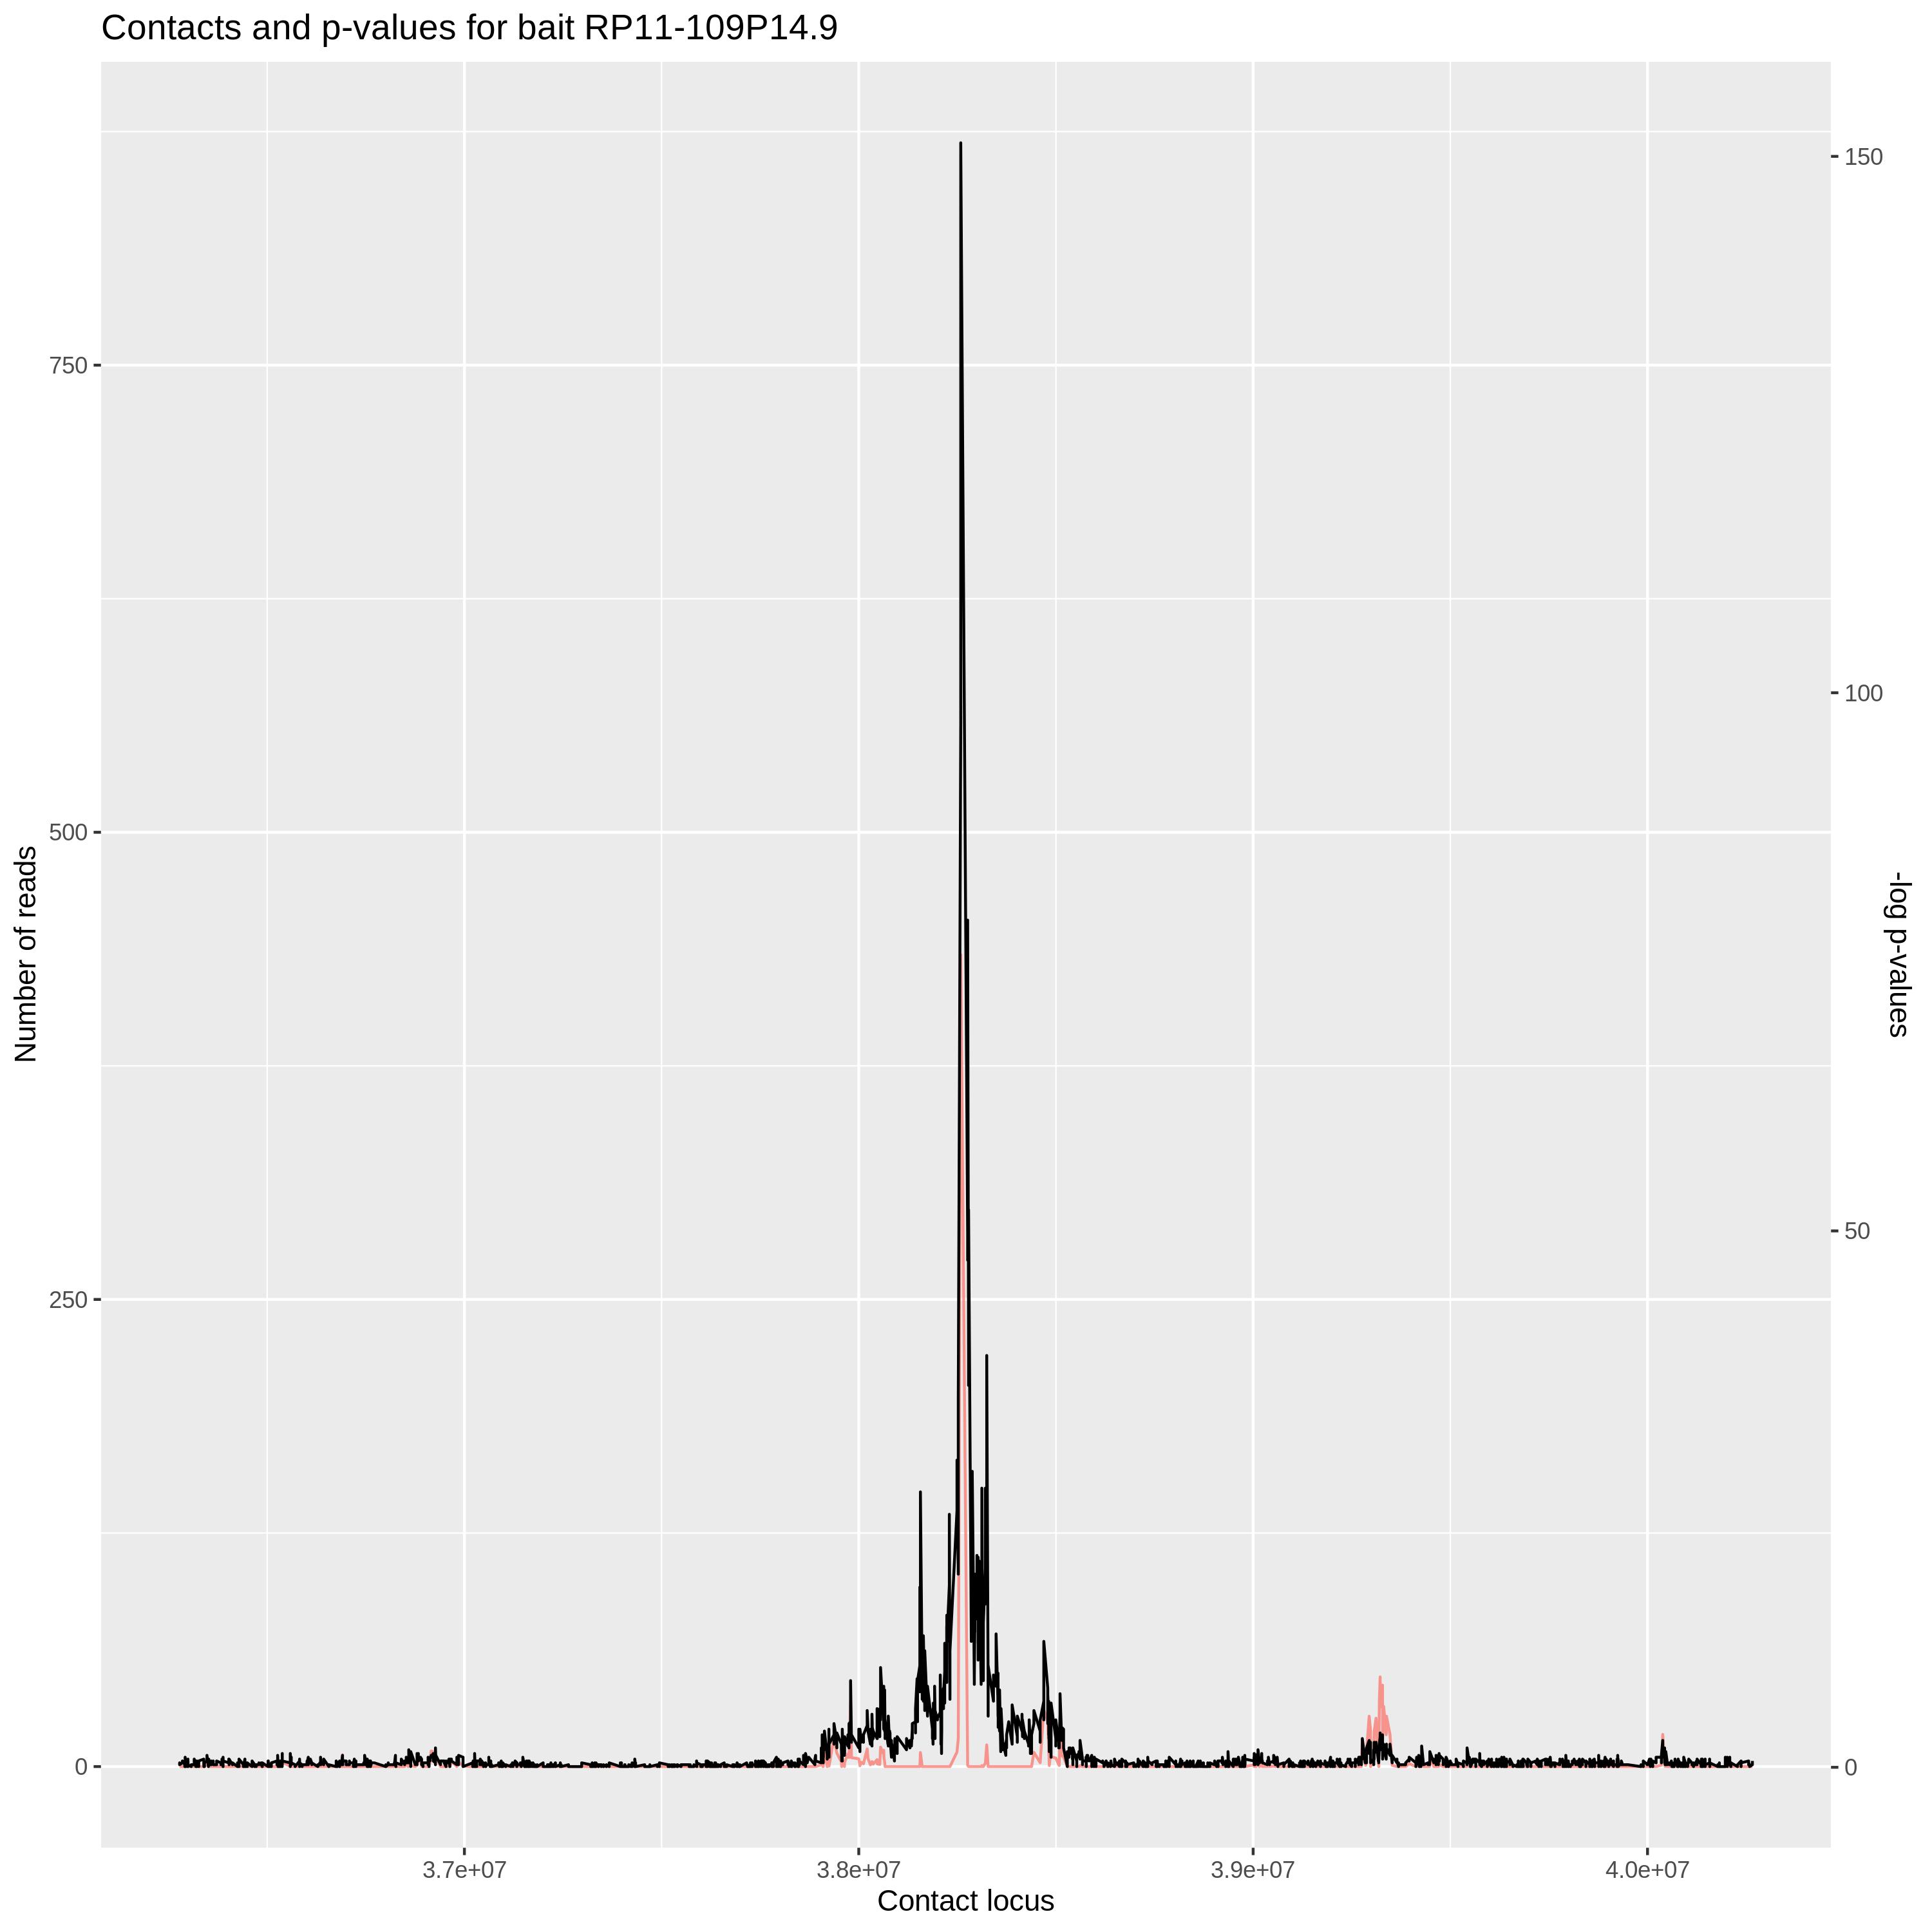 Contacts and p-values for bait RP11-109P14.9
Number of reads
750
500
250
0
150
100
50
0
-log p-values
3.7e+07
3.8e+07
3.9e+07
4.0e+07
Contact locus